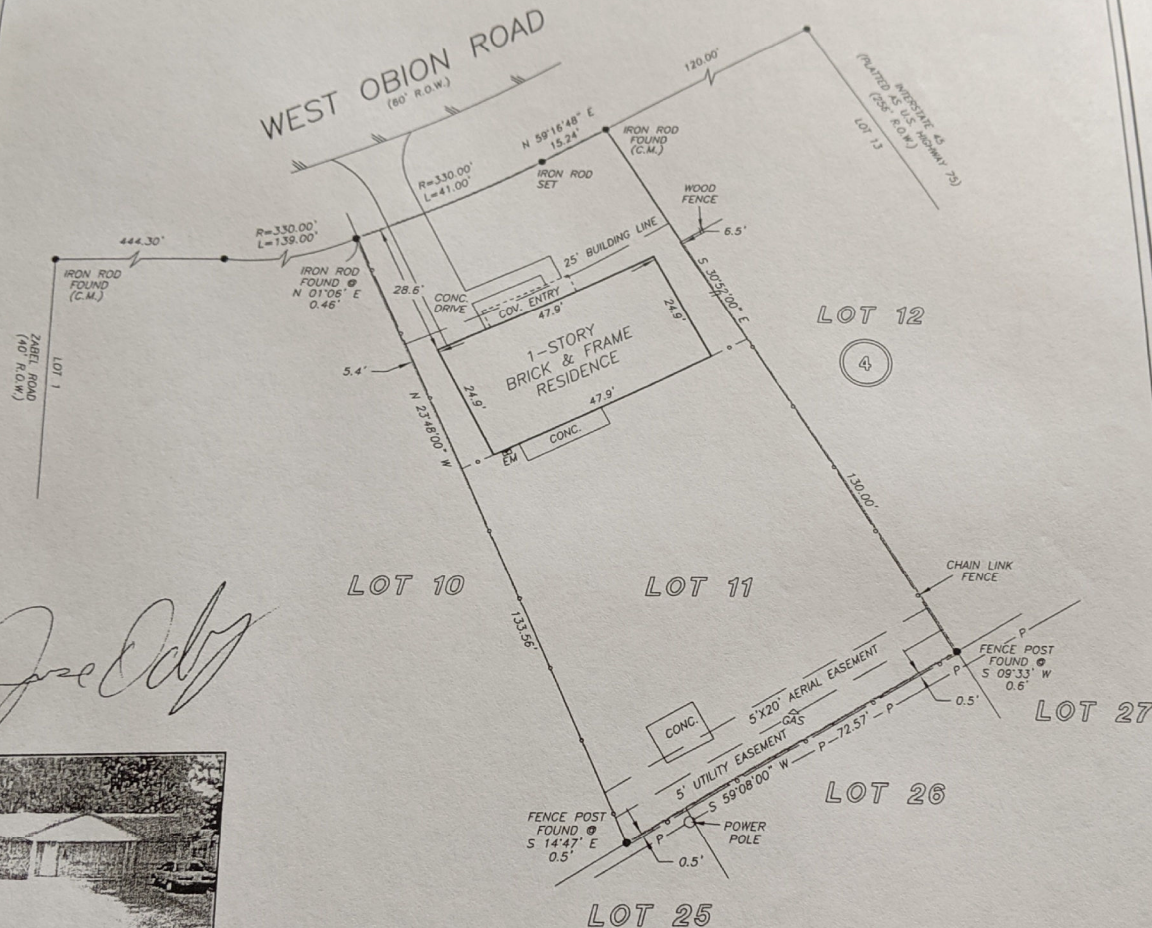 WEST OBION ROAD
(60' R.O.W.)
120.00'
INTERSTATE 45
(PLATTED AS U.S. HIGHWAY 75)
(256' R.O.W.)
LOT 13
N 59°16'48" E
15.24'
IRON ROD
FOUND
(C.M.)
IRON ROD
SET
R=330.00'
L=41.00'
R=330.00'
L=139.00'
444.30'
IRON ROD
FOUND
(C.M.)
IRON ROD
FOUND @
N 01°06' E
0.46'
ZABEL ROAD
(40' R.O.W.)
LOT 1
WOOD
FENCE
6.5'
25' BUILDING LINE
S 30°52'00" E
28.6'
CONC.
DRIVE
COV. ENTRY
47.9'
24.9'
1-STORY
BRICK & FRAME
RESIDENCE
LOT 12
4
5.4'
24.9'
47.9'
CONC.
EM
N 23°48'00" W
130.00'
CHAIN LINK
FENCE
LOT 10
LOT 11
133.56'
FENCE POST
FOUND @
S 09°33' W
0.6'
P
P
0.5'
LOT 27
5'X20' AERIAL EASEMENT
GAS
CONC.
5' UTILITY EASEMENT
S 59°08'00" W
P
72.57'
P
LOT 26
FENCE POST
FOUND @
S 14°47' E
0.5'
P
POWER
POLE
0.5'
LOT 25